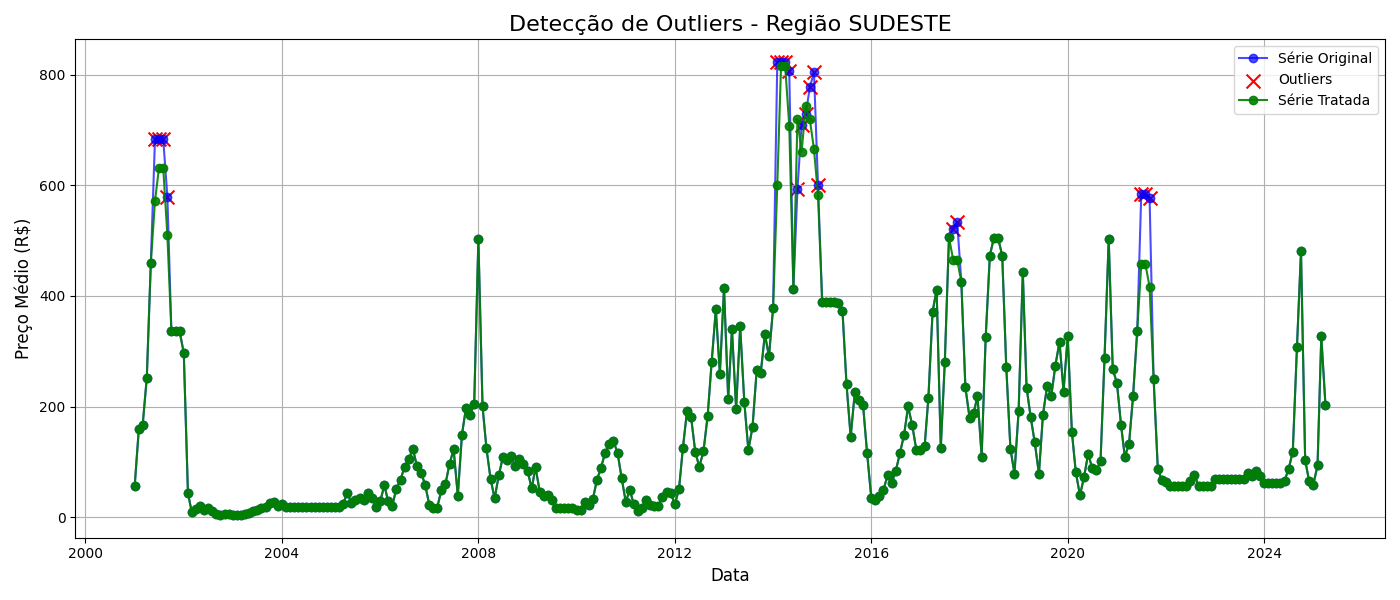 Detecção de Outliers - Região SUDESTE
Série Original
Outliers
Série Tratada
Preço Médio (R$)
800
600
400
200
0
2000 2004 2008 2012 2016 2020 2024
Data